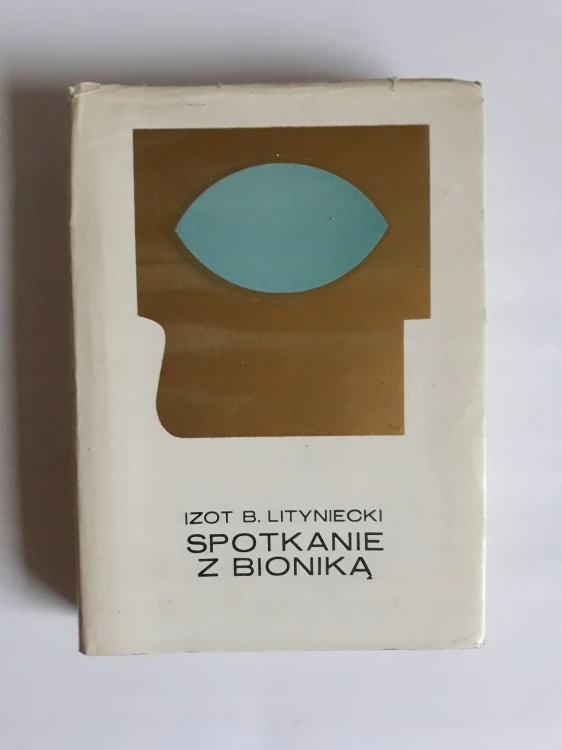 IZOT B. LITYNIECKI
SPOTKANIE
Z BIONIKĄ